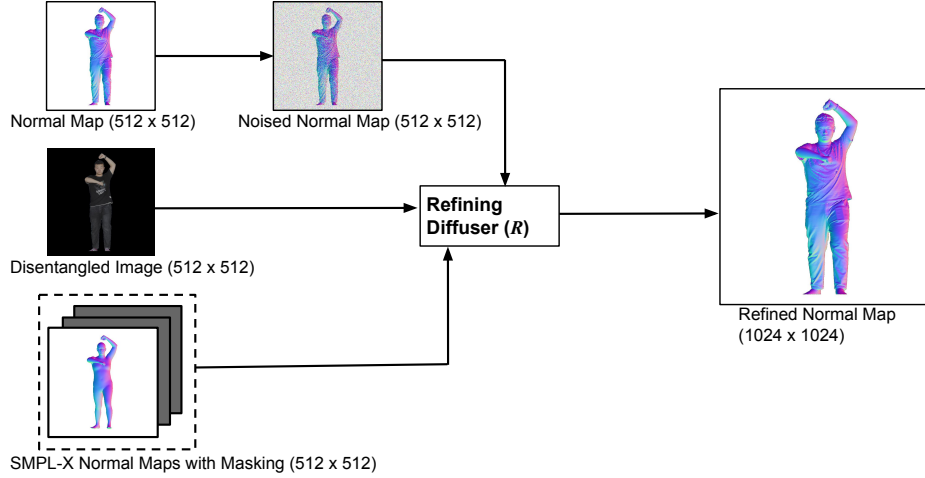 Normal Map (512 x 512)
Noised Normal Map (512 x 512)
Disentangled Image (512 x 512)
Refining
Diffuser (R)
SMPL-X Normal Maps with Masking (512 x 512)
Refined Normal Map
(1024 x 1024)